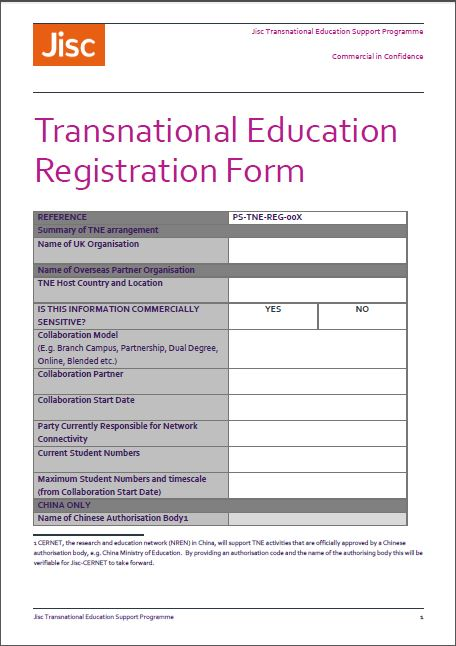 Jisc
Jisc Transnational Education Support Programme
Commercial in Confidence
Transnational Education
Registration Form
REFERENCE PS-TNE-REG-00X
Summary of TNE arrangement
Name of UK Organisation
Name of Overseas Partner Organisation
TNE Host Country and Location
IS THIS INFORMATION COMMERCIALLY YES NO
SENSITIVE?
Collaboration Model
(E.g. Branch Campus, Partnership, Dual Degree,
Online, Blended etc.)
Collaboration Partner
Collaboration Start Date
Party Currently Responsible for Network
Connectivity
Current Student Numbers
Maximum Student Numbers and timescale
(from Collaboration Start Date)
CHINA ONLY
Name of Chinese Authorisation Body1
1 CERNET, the research and education network (NREN) in China, will support TNE activities that are officially approved by a Chinese
authorisation body, e.g. China Ministry of Education. By providing an authorisation code and the name of the authorising body this will be
verifiable for Jisc-CERNET to take forward.
Jisc Transnational Education Support Programme 1